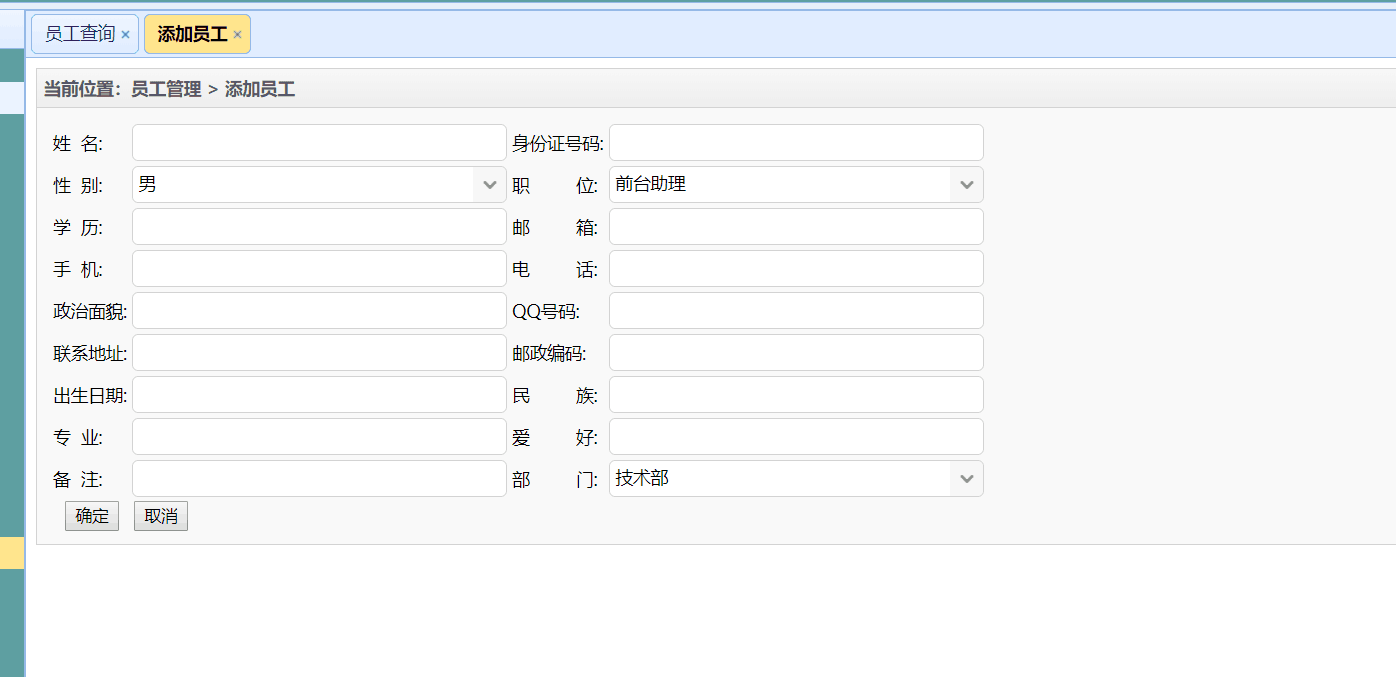 员工查询 × 添加员工 ×
当前位置：员工管理 > 添加员工
姓 名: 身份证号码:
性 别: 男 职 位: 前台助理
学 历: 邮 箱:
手 机: 电 话:
政治面貌: QQ号码:
联系地址: 邮政编码:
出生日期: 民 族:
专 业: 爱 好:
备 注: 部 门: 技术部
确定 取消